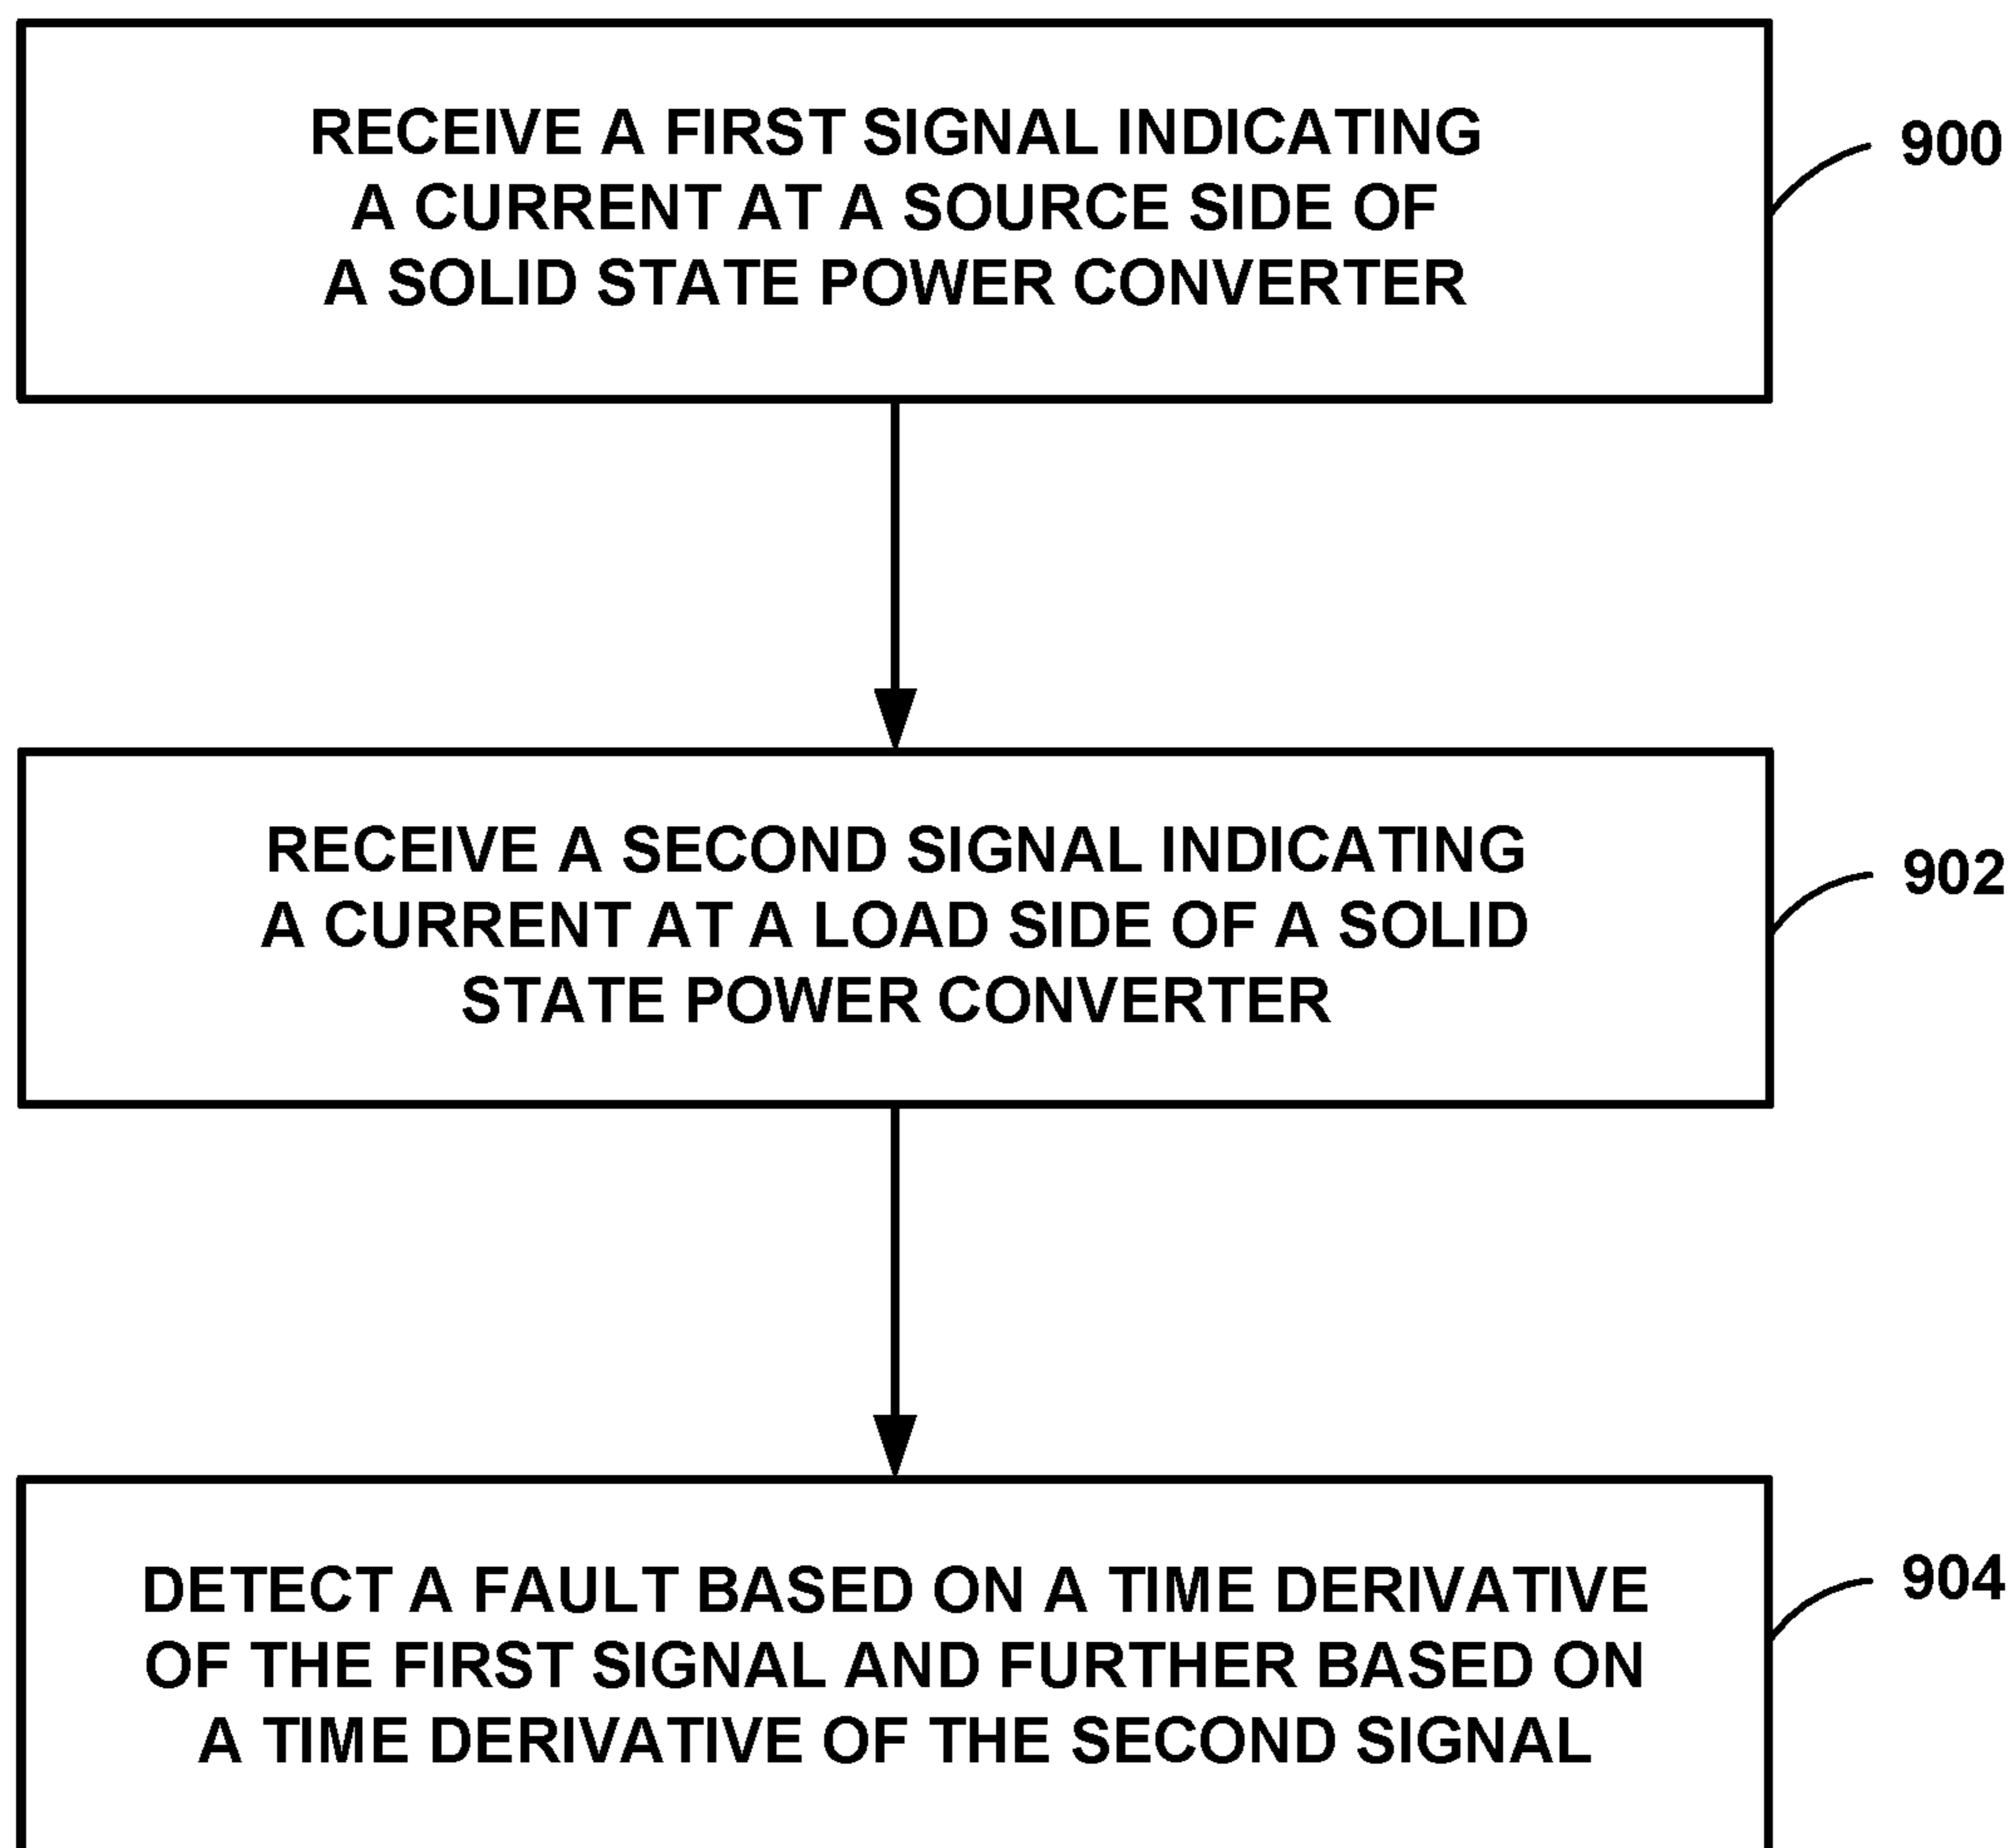 RECEIVE A FIRST SIGNAL INDICATING
A CURRENT AT A SOURCE SIDE OF
A SOLID STATE POWER CONVERTER
900
RECEIVE A SECOND SIGNAL INDICATING
A CURRENT AT A LOAD SIDE OF A SOLID
STATE POWER CONVERTER
902
DETECT A FAULT BASED ON A TIME DERIVATIVE
OF THE FIRST SIGNAL AND FURTHER BASED ON
A TIME DERIVATIVE OF THE SECOND SIGNAL
904